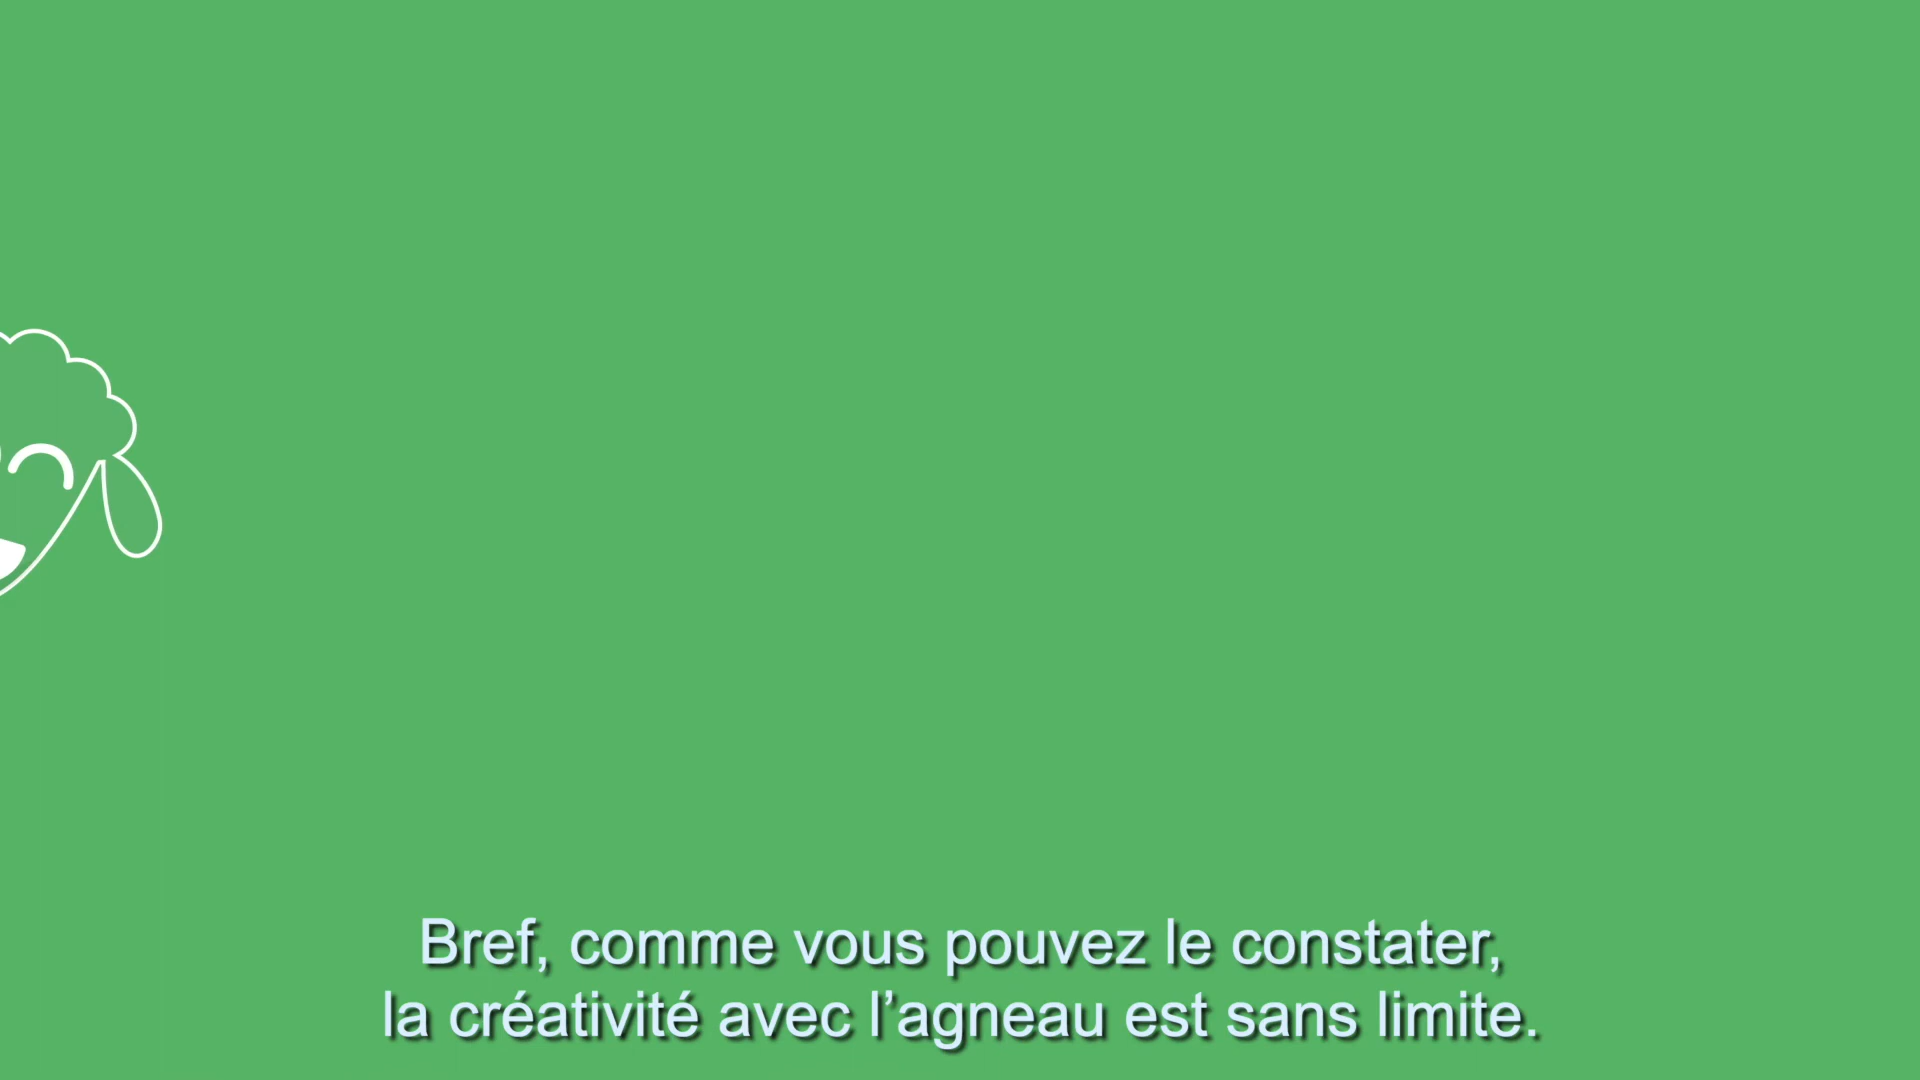 Bref, comme vous pouvez le constater,
la créativité avec l’agneau est sans limite.